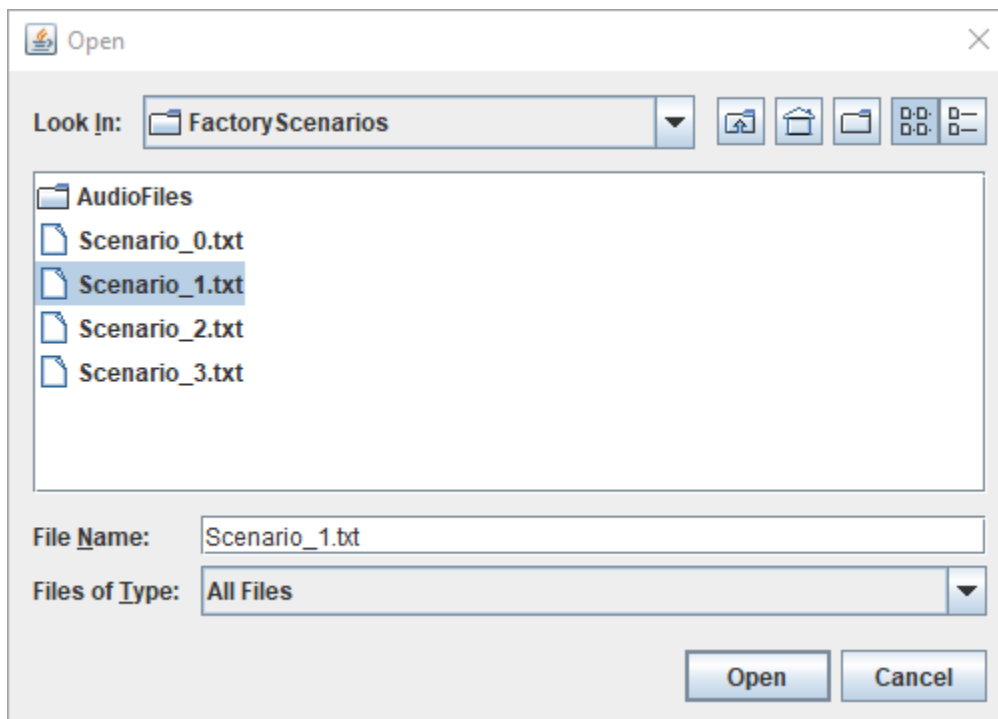 Open
Look In: FactoryScenarios
AudioFiles
Scenario_0.txt
Scenario_1.txt
Scenario_2.txt
Scenario_3.txt
File Name: Scenario_1.txt
Files of Type: All Files
Open Cancel